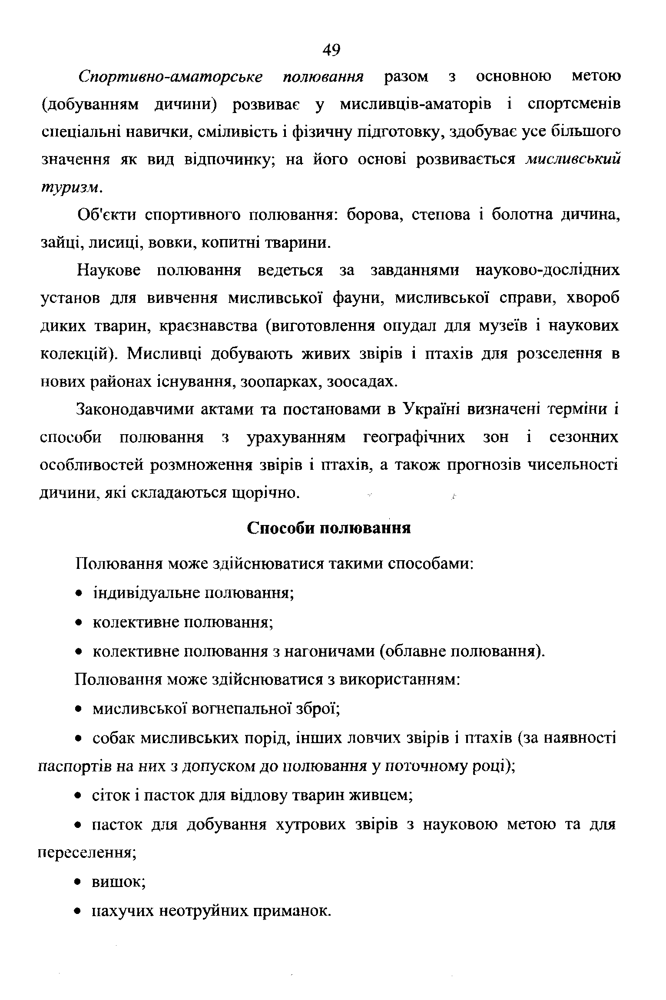 49
Спортивно-аматорське полювання разом з основною метою
(добуванням дичини) розвиває у мисливців-аматорів і спортсменів
спеціальні навички, сміливість і фізичну підготовку, здобуває усе більшого
значення як вид відпочинку; на його основі розвивається мисливський
туризм.
Об'єкти спортивного полювання: борова, степова і болотна дичина,
зайці, лисиці, вовки, копитні тварини.
Наукове полювання ведеться за завданнями науково-дослідних
установ для вивчення мисливської фауни, мисливської справи, хвороб
диких тварин, краєзнавства (виготовлення опудал для музеїв і наукових
колекцій). Мисливці добувають живих звірів і птахів для розселення в
нових районах існування, зоопарках, зоосадах.
Законодавчими актами та постановами в Україні визначені терміни і
способи полювання з урахуванням географічних зон і сезонних
особливостей розмноження звірів і птахів, а також прогнозів чисельності
дичини, які складаються щорічно.
Способи полювання
Полювання може здійснюватися такими способами:
• індивідуальне полювання;
• колективне полювання;
• колективне полювання з нагоничами (облавне полювання).
Полювання може здійснюватися з використанням:
• мисливської вогнепальної зброї;
• собак мисливських порід, інших ловчих звірів і птахів (за наявності
паспортів на них з допуском до полювання у поточному році);
• сіток і пасток для відлову тварин живцем;
• пасток для добування хутрових звірів з науковою метою та для
переселення;
• вишок;
• пахучих неотруйних приманок.